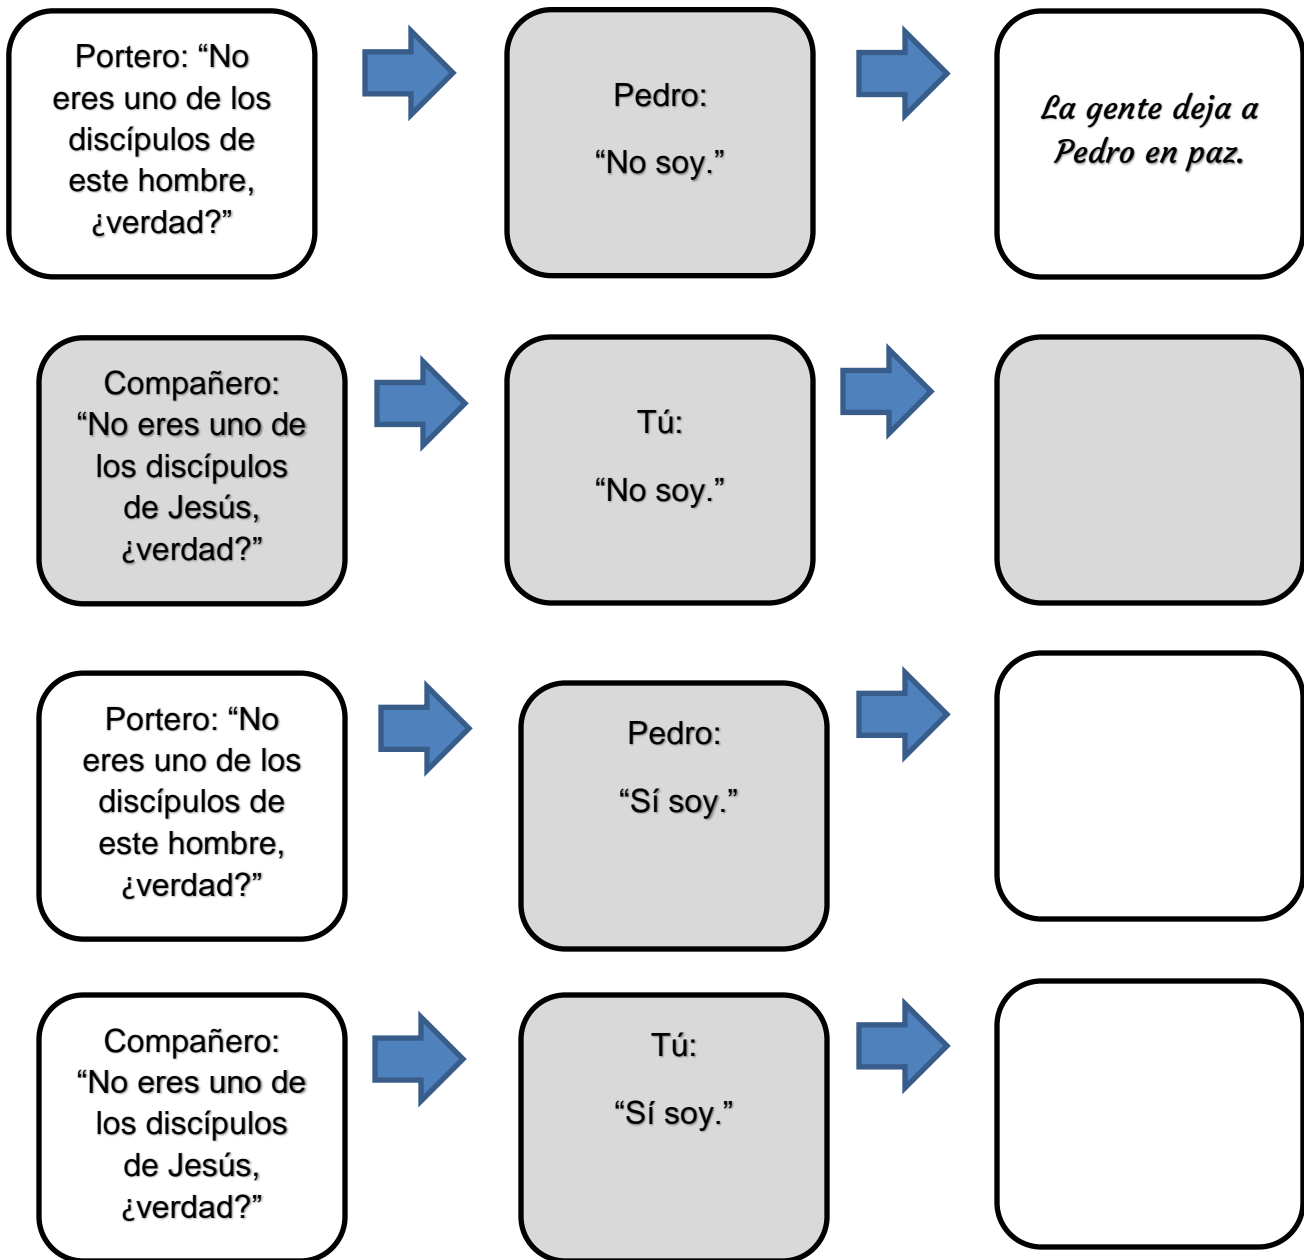 Portero: “No
eres uno de los
discípulos de
este hombre,
¿verdad?”
Pedro:
“No soy.”
La gente deja a
Pedro en paz.
Compañero:
“No eres uno de
los discípulos
de Jesús,
¿verdad?”
Tú:
“No soy.”
Portero: “No
eres uno de los
discípulos de
este hombre,
¿verdad?”
Pedro:
“Sí soy.”
Compañero:
“No eres uno de
los discípulos
de Jesús,
¿verdad?”
Tú:
“Sí soy.”